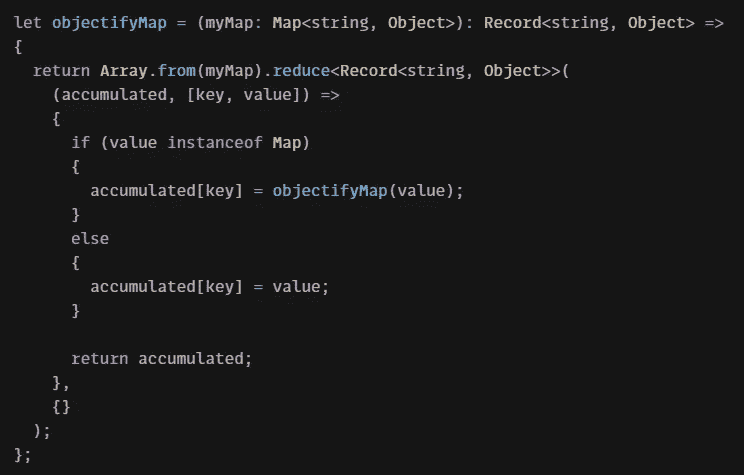 let objectifyMap = (myMap: Map<string, Object>): Record<string, Object> =>
{
  return Array.from(myMap).reduce<Record<string, Object>>(
    (accumulated, [key, value]) =>
    {
      if (value instanceof Map)
      {
        accumulated[key] = objectifyMap(value);
      }
      else
      {
        accumulated[key] = value;
      }

      return accumulated;
    },
    {}
  );
};